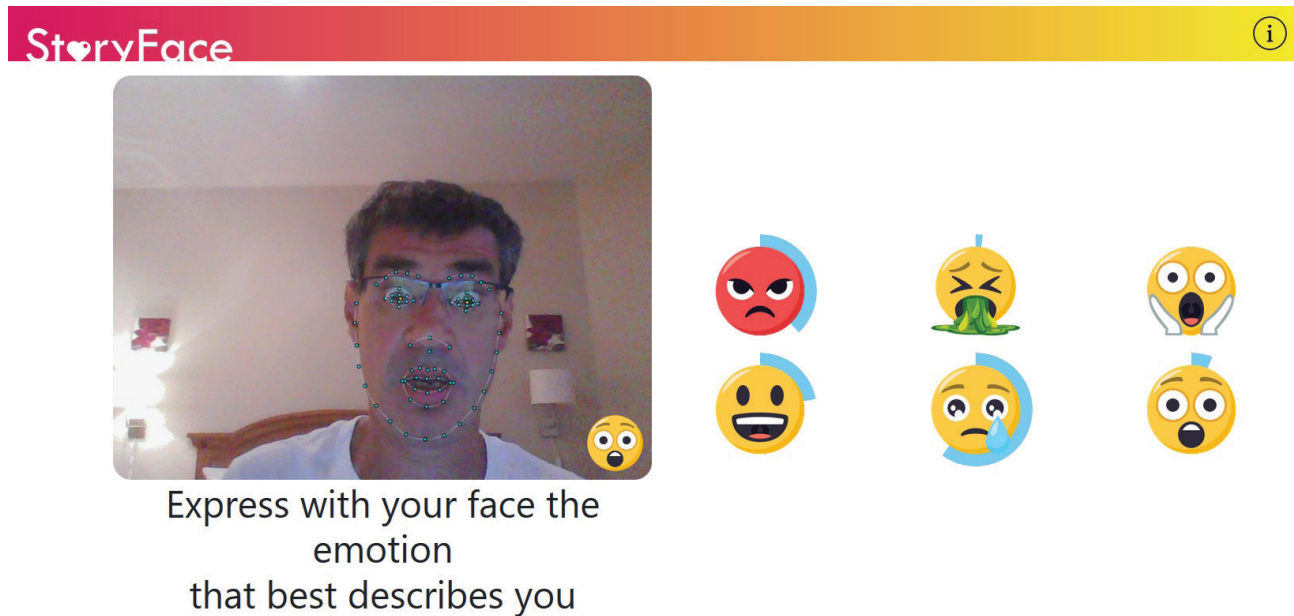 StoryFace
i
Express with your face the
emotion
that best describes you